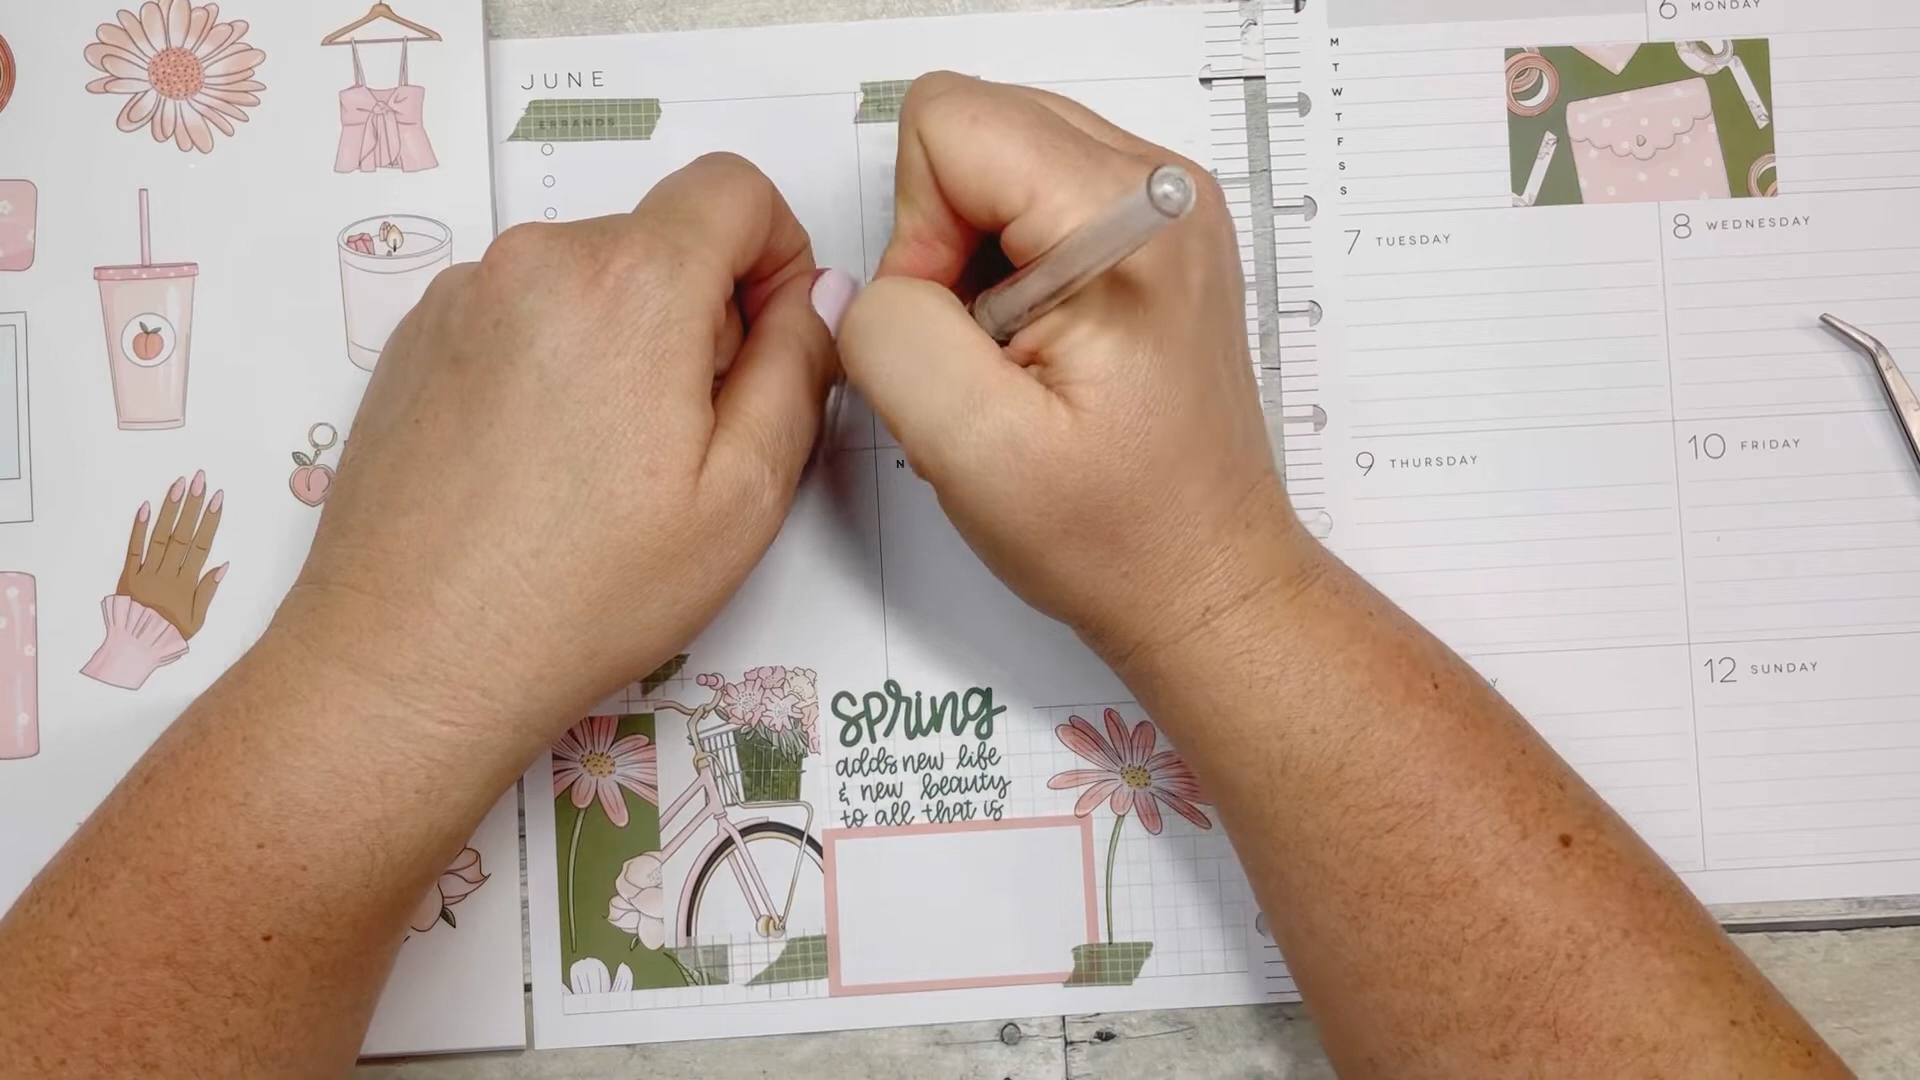 JUNE
ERRANDS
M
T
W
T
F
S
S
6 MONDAY
7 TUESDAY
8 WEDNESDAY
9 THURSDAY
10 FRIDAY
12 SUNDAY
spring
adds new life
& new beauty
to all that is